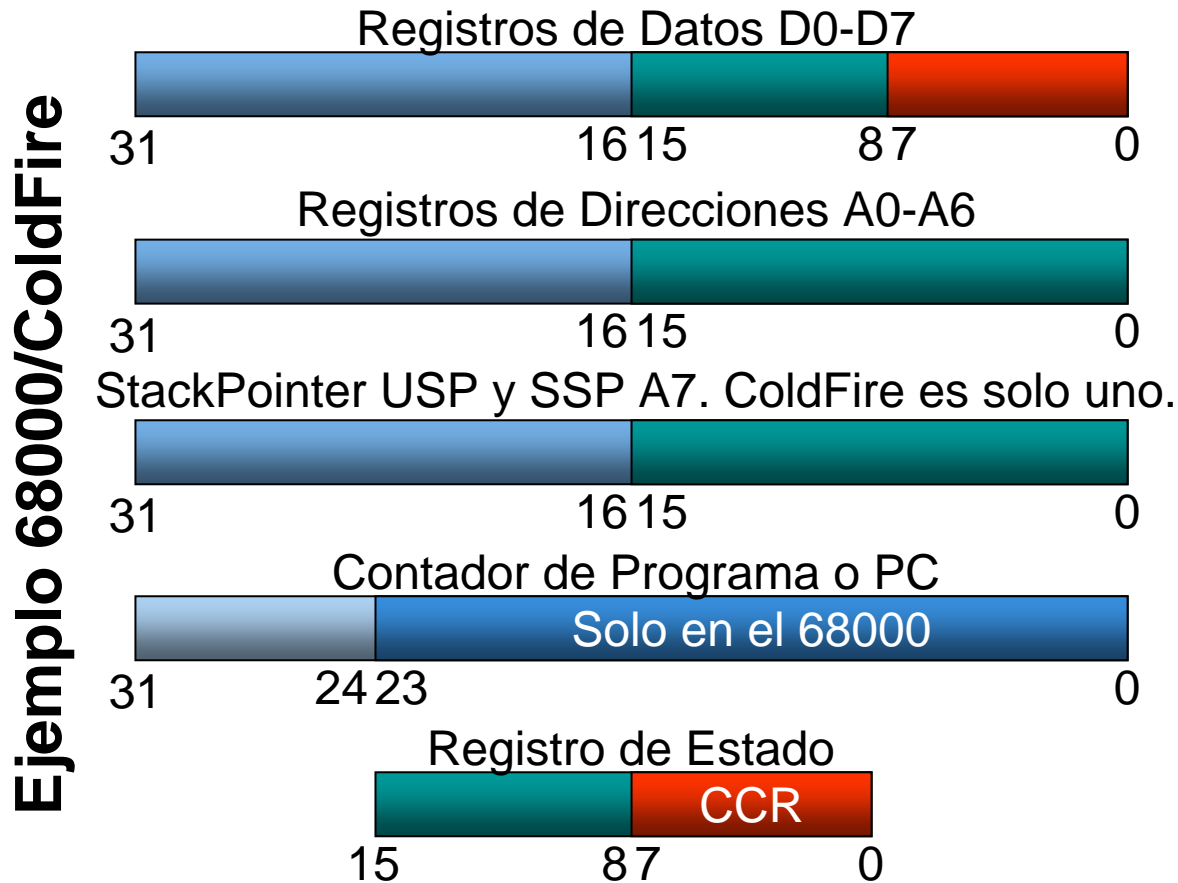 Ejemplo 68000/ColdFire
Registros de Datos D0-D7
31 16 15 8 7 0
Registros de Direcciones A0-A6
31 16 15 0
StackPointer USP y SSP A7. ColdFire es solo uno.
31 16 15 0
Contador de Programa o PC
Solo en el 68000
31 24 23 0
Registro de Estado
CCR
15 8 7 0